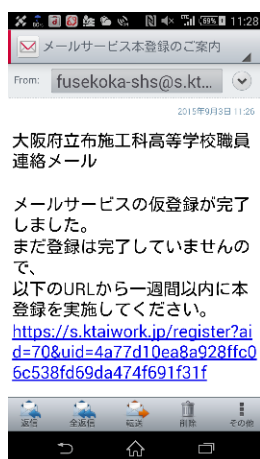 69% 11:28
メールサービス本登録のご案内
From: fusekoka-shs@s.kt...
2015年9月3日 11:26
大阪府立布施工科高等学校職員
連絡メール
メールサービスの仮登録が完了
しました。
まだ登録は完了していませんの
で、
以下のURLから一週間以内に本
登録を実施してください。
https://s.ktaiwork.jp/register?ai
d=70&uid=4a77d10ea8a928ffc0
6c538fd69da474f691f31f
返信 全返信 転送 削除 その他